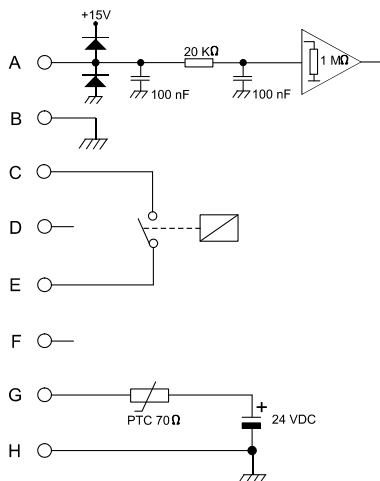 +15V
A
20 KΩ
1 MΩ
100 nF
100 nF
B
C
D
E
F
G
+
PTC 70Ω
24 VDC
H